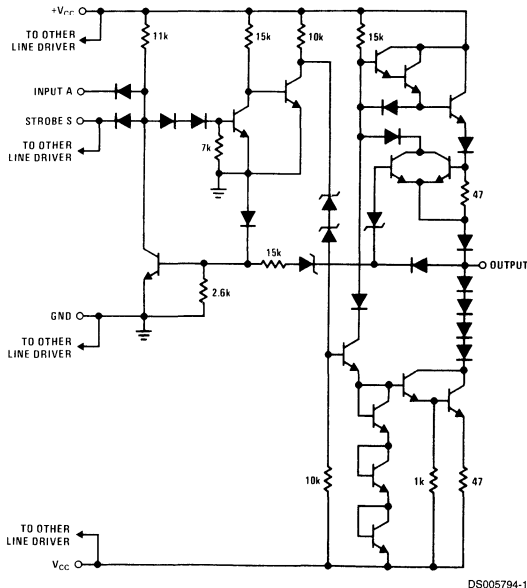 +VCC
TO OTHER
LINE DRIVER
11k
15k
10k
15k
INPUT A
STROBE S
TO OTHER
LINE DRIVER
7k
47
15k
OUTPUT
2.6k
GND
TO OTHER
LINE DRIVER
10k
1k
47
TO OTHER
LINE DRIVER
VCC
DS005794-1